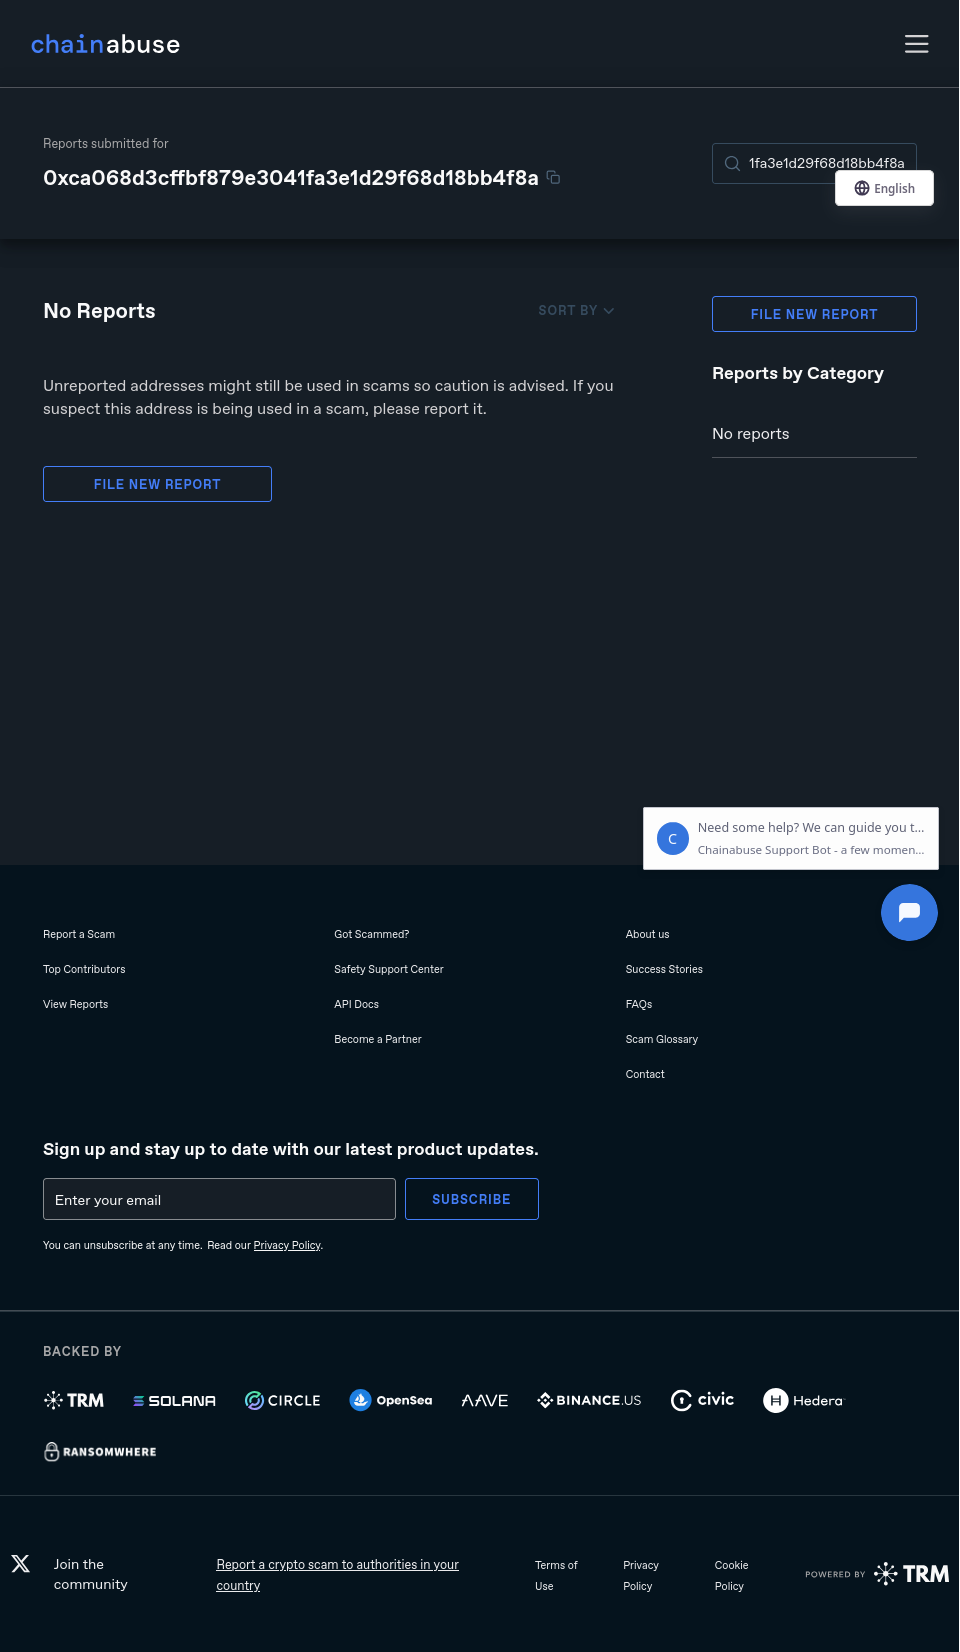 chainabuse
Reports submitted for
0xca068d3cffbf879e3041fa3e1d29f68d18bb4f8a
1fa3e1d29f68d18bb4f8a
English
No Reports
SORT BY
FILE NEW REPORT
Reports by Category
Unreported addresses might still be used in scams so caution is advised. If you
suspect this address is being used in a scam, please report it.
No reports
FILE NEW REPORT
C
Need some help? We can guide you t...
Chainabuse Support Bot - a few momen...
Report a Scam
Top Contributors
View Reports
Got Scammed?
Safety Support Center
API Docs
Become a Partner
About us
Success Stories
FAQs
Scam Glossary
Contact
Sign up and stay up to date with our latest product updates.
Enter your email
SUBSCRIBE
You can unsubscribe at any time. Read our Privacy Policy.
BACKED BY
TRM
SOLANA
CIRCLE
OpenSea
AAVE
BINANCE.US
civic
H Hedera
RANSOMWHERE
Join the
community
Report a crypto scam to authorities in your
country
Terms of
Use
Privacy
Policy
Cookie
Policy
POWERED BY TRM